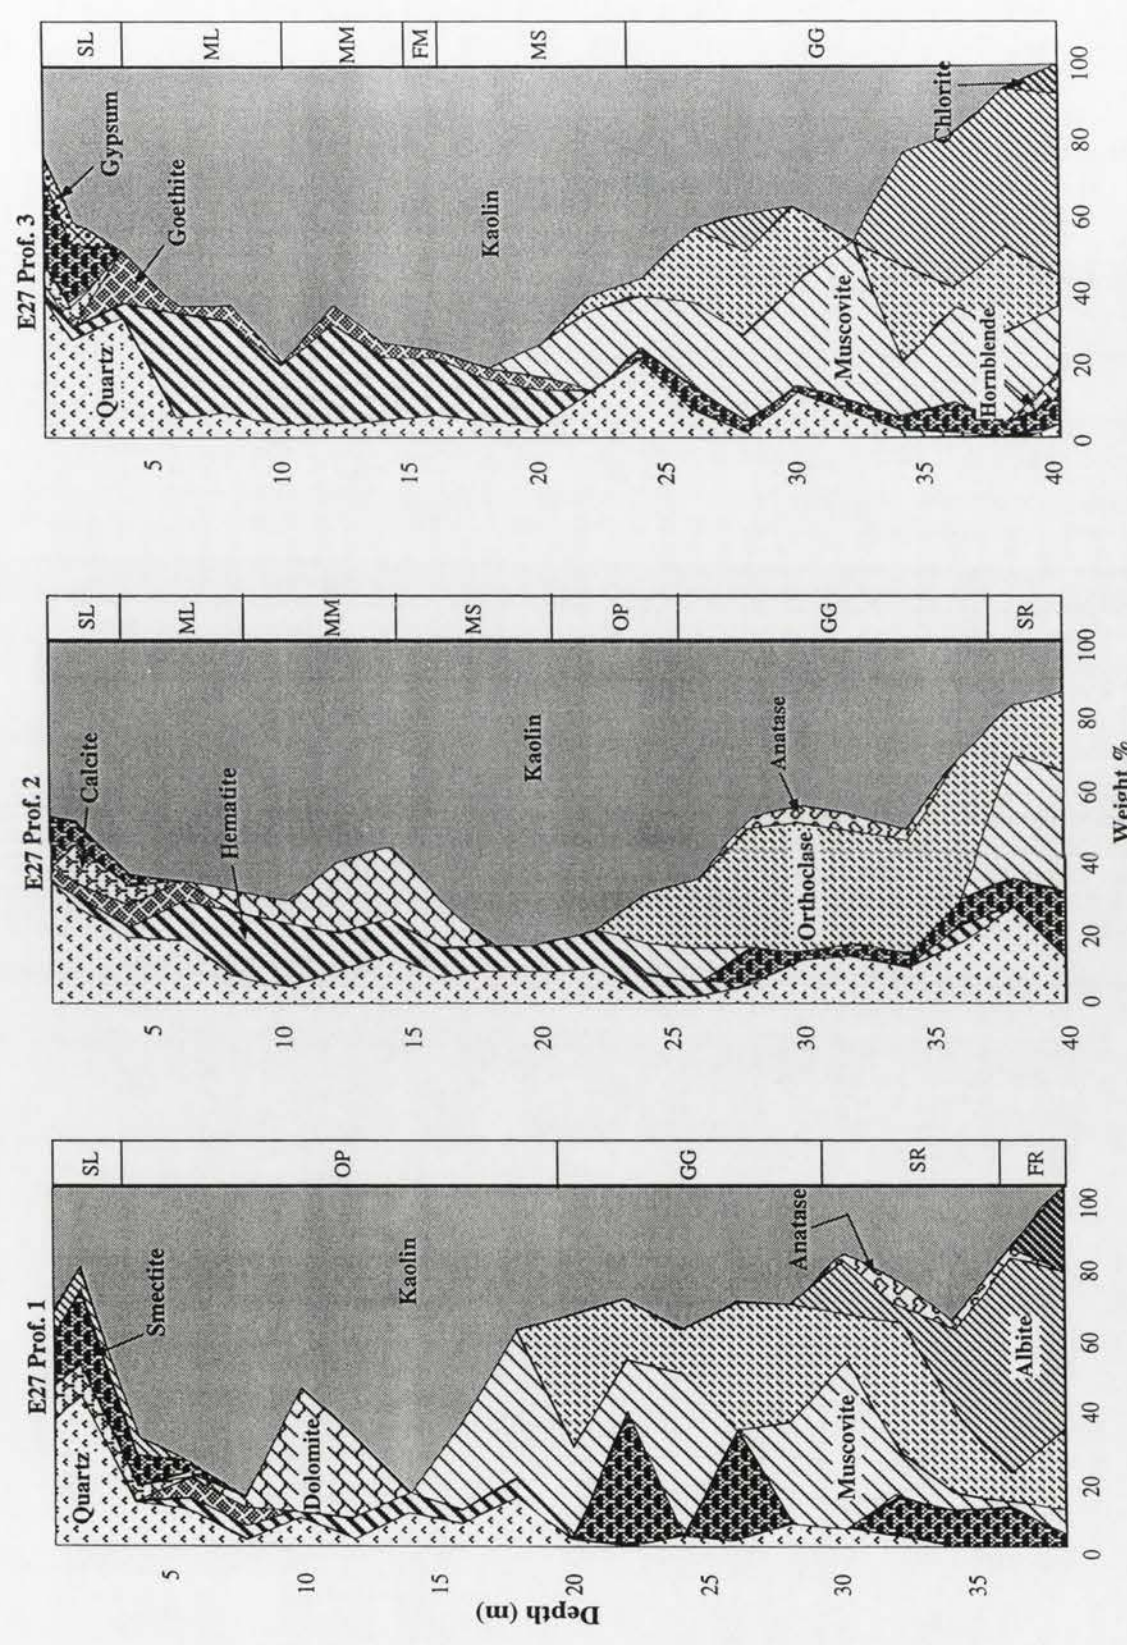 E27 Prof. 1
SL
OP
GG
SR
FR
Quartz
Smectite
Dolomite
Kaolin
Muscovite
Anatase
Albite
5
10
15
20
25
30
35
0
20
40
60
80
100
Depth (m)
E27 Prof. 2
SL
ML
MM
MS
OP
GG
SR
Calcite
Hematite
Kaolin
Orthoclase
Anatase
5
10
15
20
25
30
35
40
0
20
40
60
80
100
Weight %
E27 Prof. 3
SL
ML
MM
FM
MS
GG
Quartz
Gypsum
Goethite
Kaolin
Muscovite
Hornblende
Chlorite
5
10
15
20
25
30
35
40
0
20
40
60
80
100